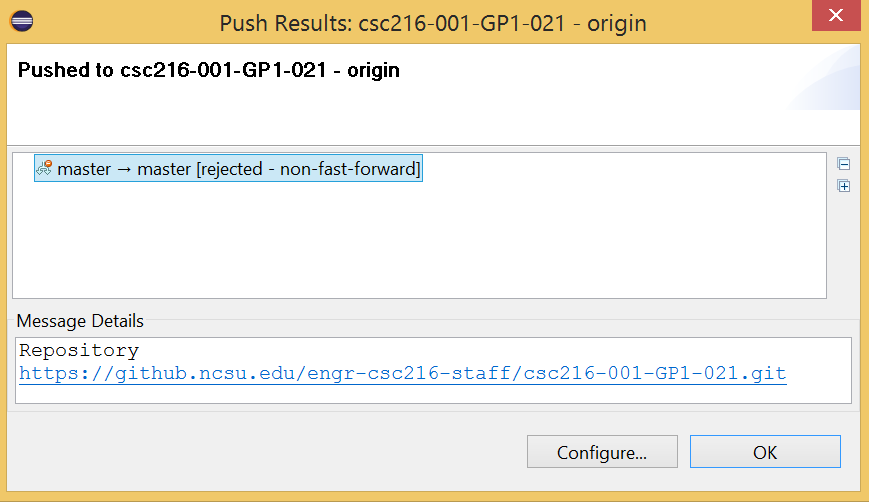 Push Results: csc216-001-GP1-021 - origin
Pushed to csc216-001-GP1-021 - origin
master → master [rejected - non-fast-forward]
Message Details
Repository
https://github.ncsu.edu/engr-csc216-staff/csc216-001-GP1-021.git
Configure...
OK